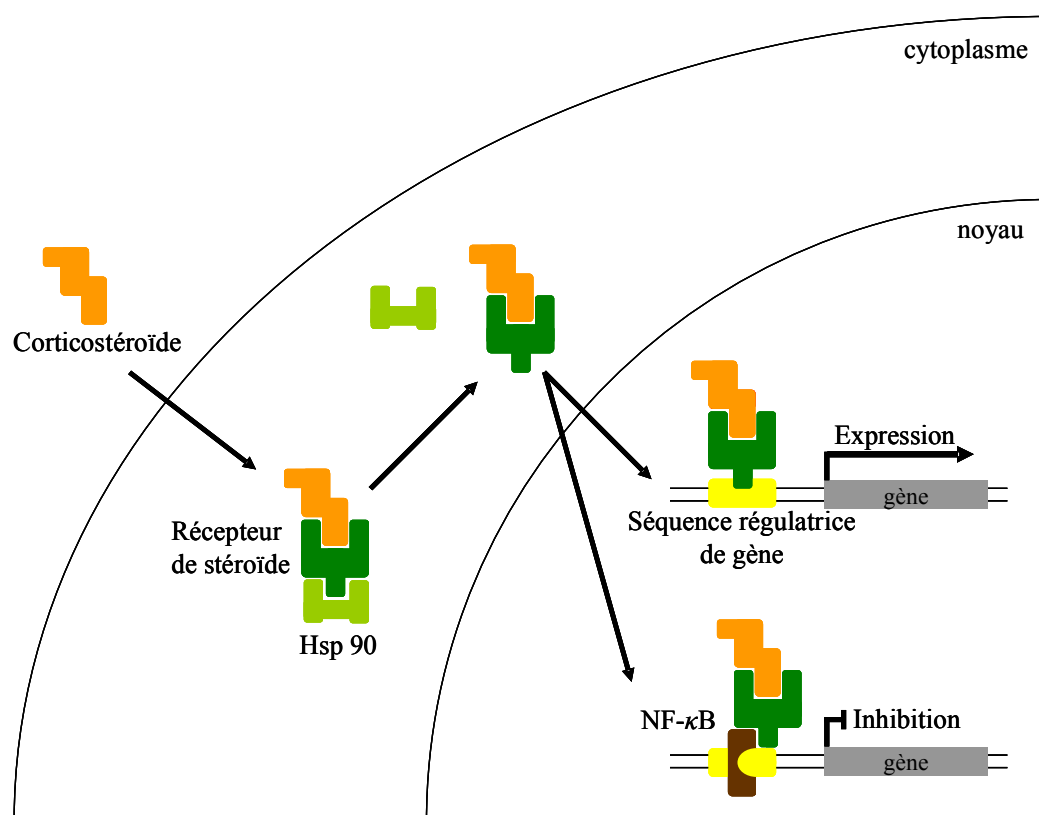 cytoplasme
noyau
Corticostéroïde
Expression
gène
Séquence régulatrice
de gène
Récepteur
de stéroïde
Hsp 90
NF-κB
Inhibition
gène